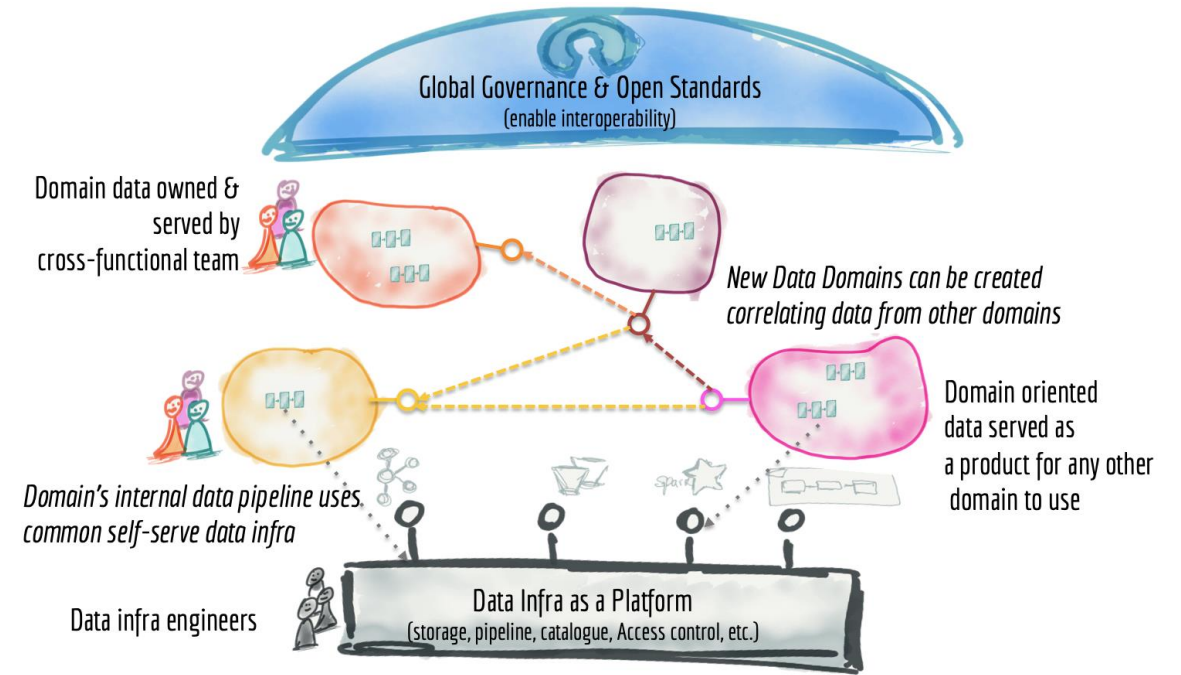 Global Governance & Open Standards
(enable interoperability)
Domain data owned &
served by
cross-functional team
New Data Domains can be created
correlating data from other domains
Domain oriented
data served as
a product for any other
domain to use
Spark
Domain's internal data pipeline uses
common self-serve data infra
Data infra engineers
Data Infra as a Platform
(storage, pipeline, catalogue, Access control, etc.)